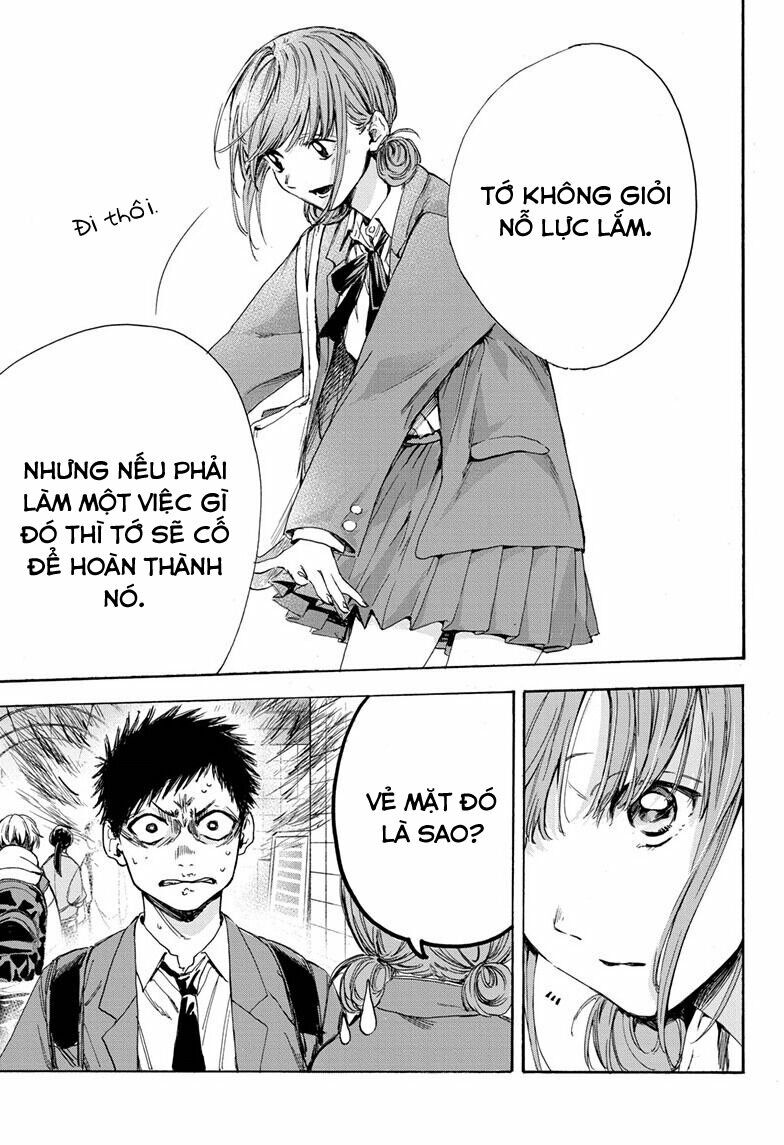 TỚ KHÔNG GIỎI
NỖ LỰC LẮM.
Đi thôi.
NHƯNG NẾU PHẢI
LÀM MỘT VIỆC GÌ
ĐÓ THÌ TỚ SẼ CỐ
ĐỂ HOÀN THÀNH
NÓ.
VẺ MẶT ĐÓ
LÀ SAO?